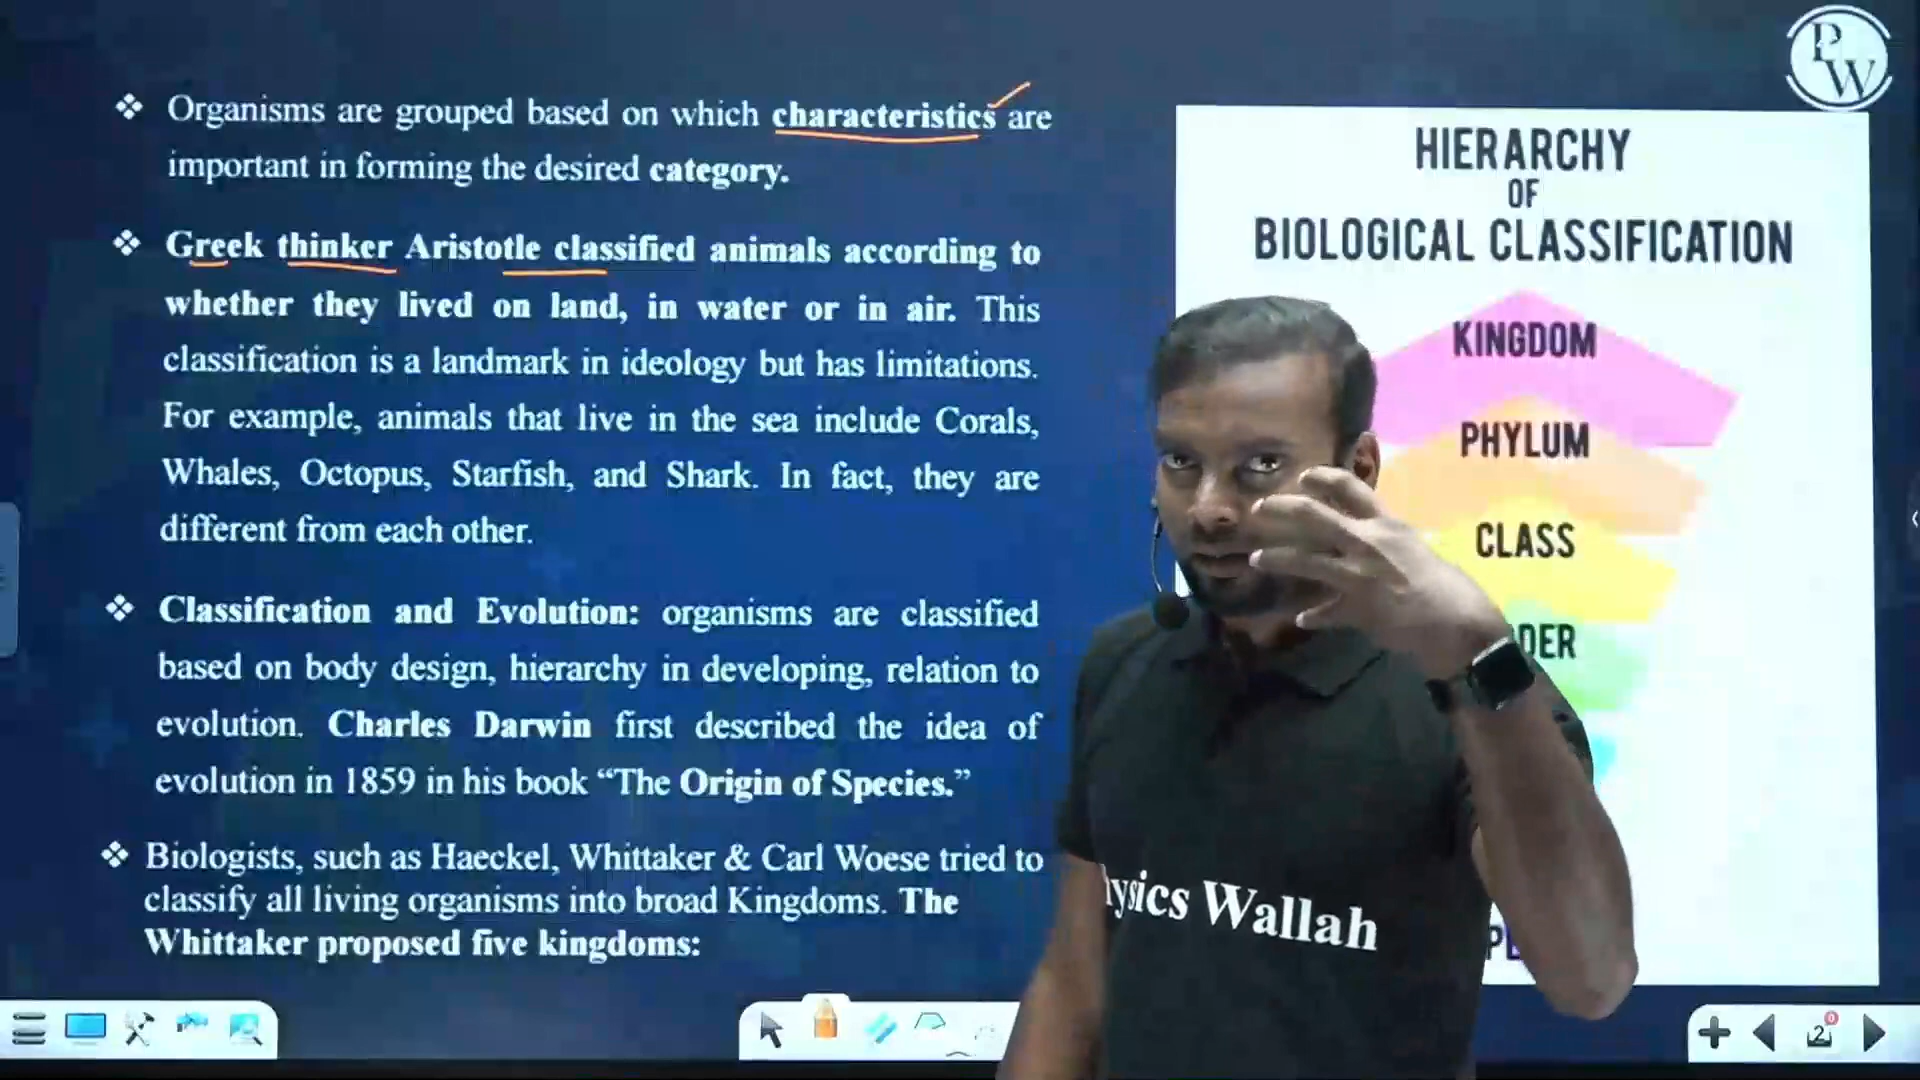 PW
❖ Organisms are grouped based on which characteristics are
important in forming the desired category.
❖ Greek thinker Aristotle classified animals according to
whether they lived on land, in water or in air. This
classification is a landmark in ideology but has limitations.
For example, animals that live in the sea include Corals,
Whales, Octopus, Starfish, and Shark. In fact, they are
different from each other.
❖ Classification and Evolution: organisms are classified
based on body design, hierarchy in developing, relation to
evolution. Charles Darwin first described the idea of
evolution in 1859 in his book “The Origin of Species.”
❖ Biologists, such as Haeckel, Whittaker & Carl Woese tried to
classify all living organisms into broad Kingdoms. The
Whittaker proposed five kingdoms:
HIERARCHY
OF
BIOLOGICAL CLASSIFICATION
KINGDOM
PHYLUM
CLASS
DER
Wallah
2
0